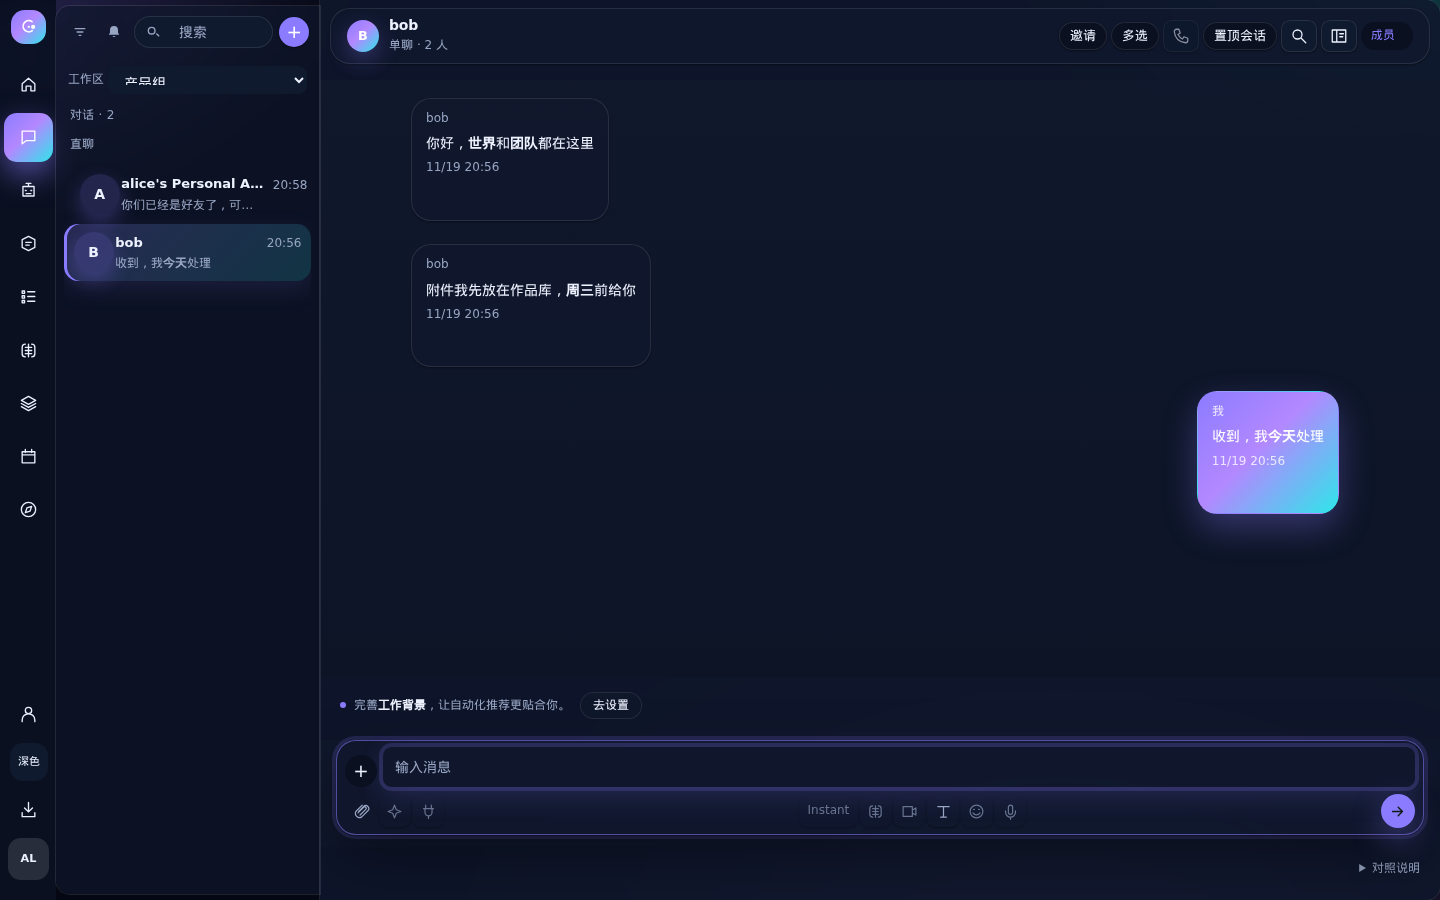 搜索
工作区
产品组
对话 · 2
直聊
A
alice's Personal A...
20:58
你们已经是好友了，可...
B
bob
20:56
收到，我今天处理
深色
AL
B
bob
单聊 · 2 人
邀请
多选
置顶会话
成员
bob
你好，世界和团队都在这里
11/19 20:56
bob
附件我先放在作品库，周三前给你
11/19 20:56
我
收到，我今天处理
11/19 20:56
完善工作背景，让自动化推荐更贴合你。
去设置
输入消息
Instant
对照说明